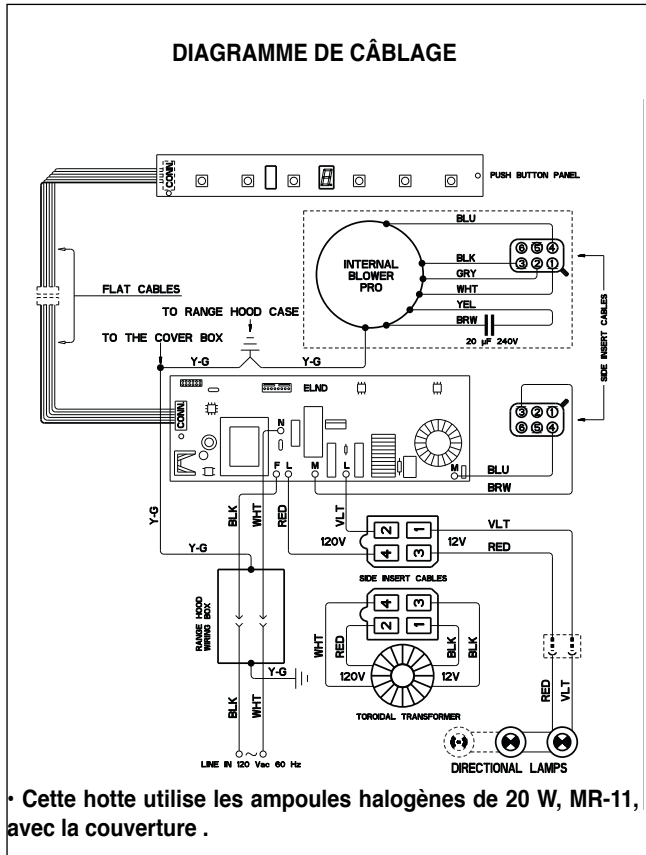 DIAGRAMME DE CÂBLAGE
CONN.
PUSH BUTTON PANEL
BLU
6 5 4
3 2 1
BLK
GRY
WHT
YEL
BRW
20 µF 240V
INTERNAL
BLOWER
PRO
FLAT CABLES
TO RANGE HOOD CASE
TO THE COVER BOX
SIDE INSERT CABLES
Y-G
Y-G
ELND
CONN.
N
F L M L M
3 2 1
6 5 4
BLU
BRW
Y-G
BLK
WHT
RED
VLT
120V
2 1
4 3
12V
VLT
RED
SIDE INSERT CABLES
Y-G
RANGE HOOD
WIRING BOX
Y-G
WHT
RED
4 3
2 1
BLK
BLK
120V
12V
TOROIDAL TRANSFORMER
BLK
WHT
RED
VLT
LINE IN 120 Vac 60 Hz
DIRECTIONAL LAMPS
• Cette hotte utilise les ampoules halogènes de 20 W, MR-11,
avec la couverture .